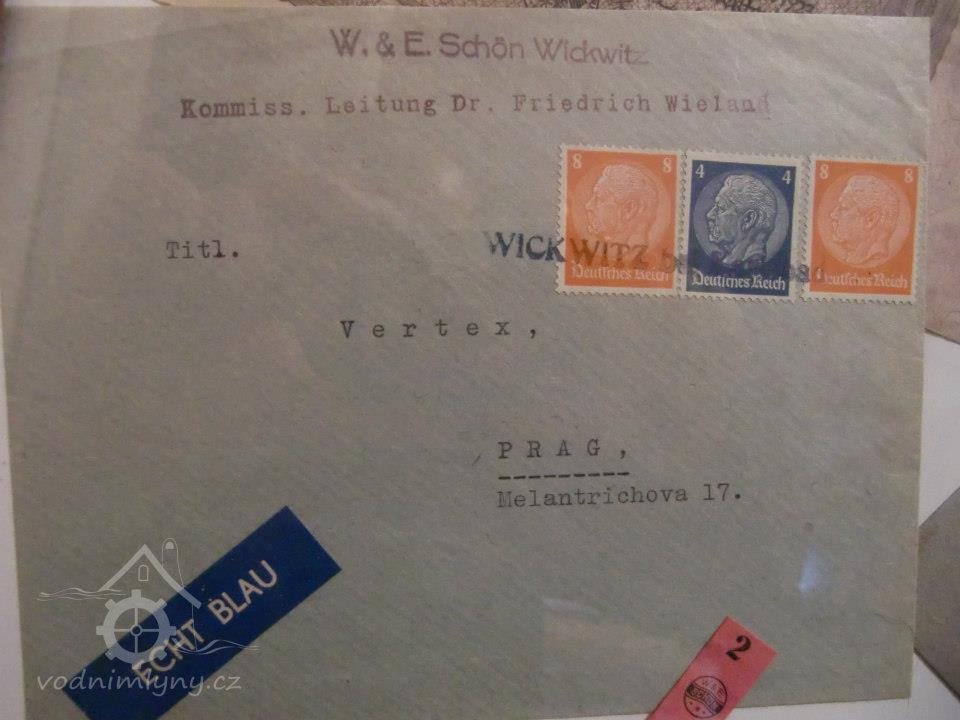 W. & E. Schön Wickwitz
Kommiss. Leitung Dr. Friedrich Wieland
8 8
4 4
8 8
Titl.
WICKWITZ
Deutsches Reich
Deutsches Reich
Deutsches Reich
Vertex,
PRAG,
Melantrichova 17.
ECHT BLAU
2
W & E
vodnimlyny.cz